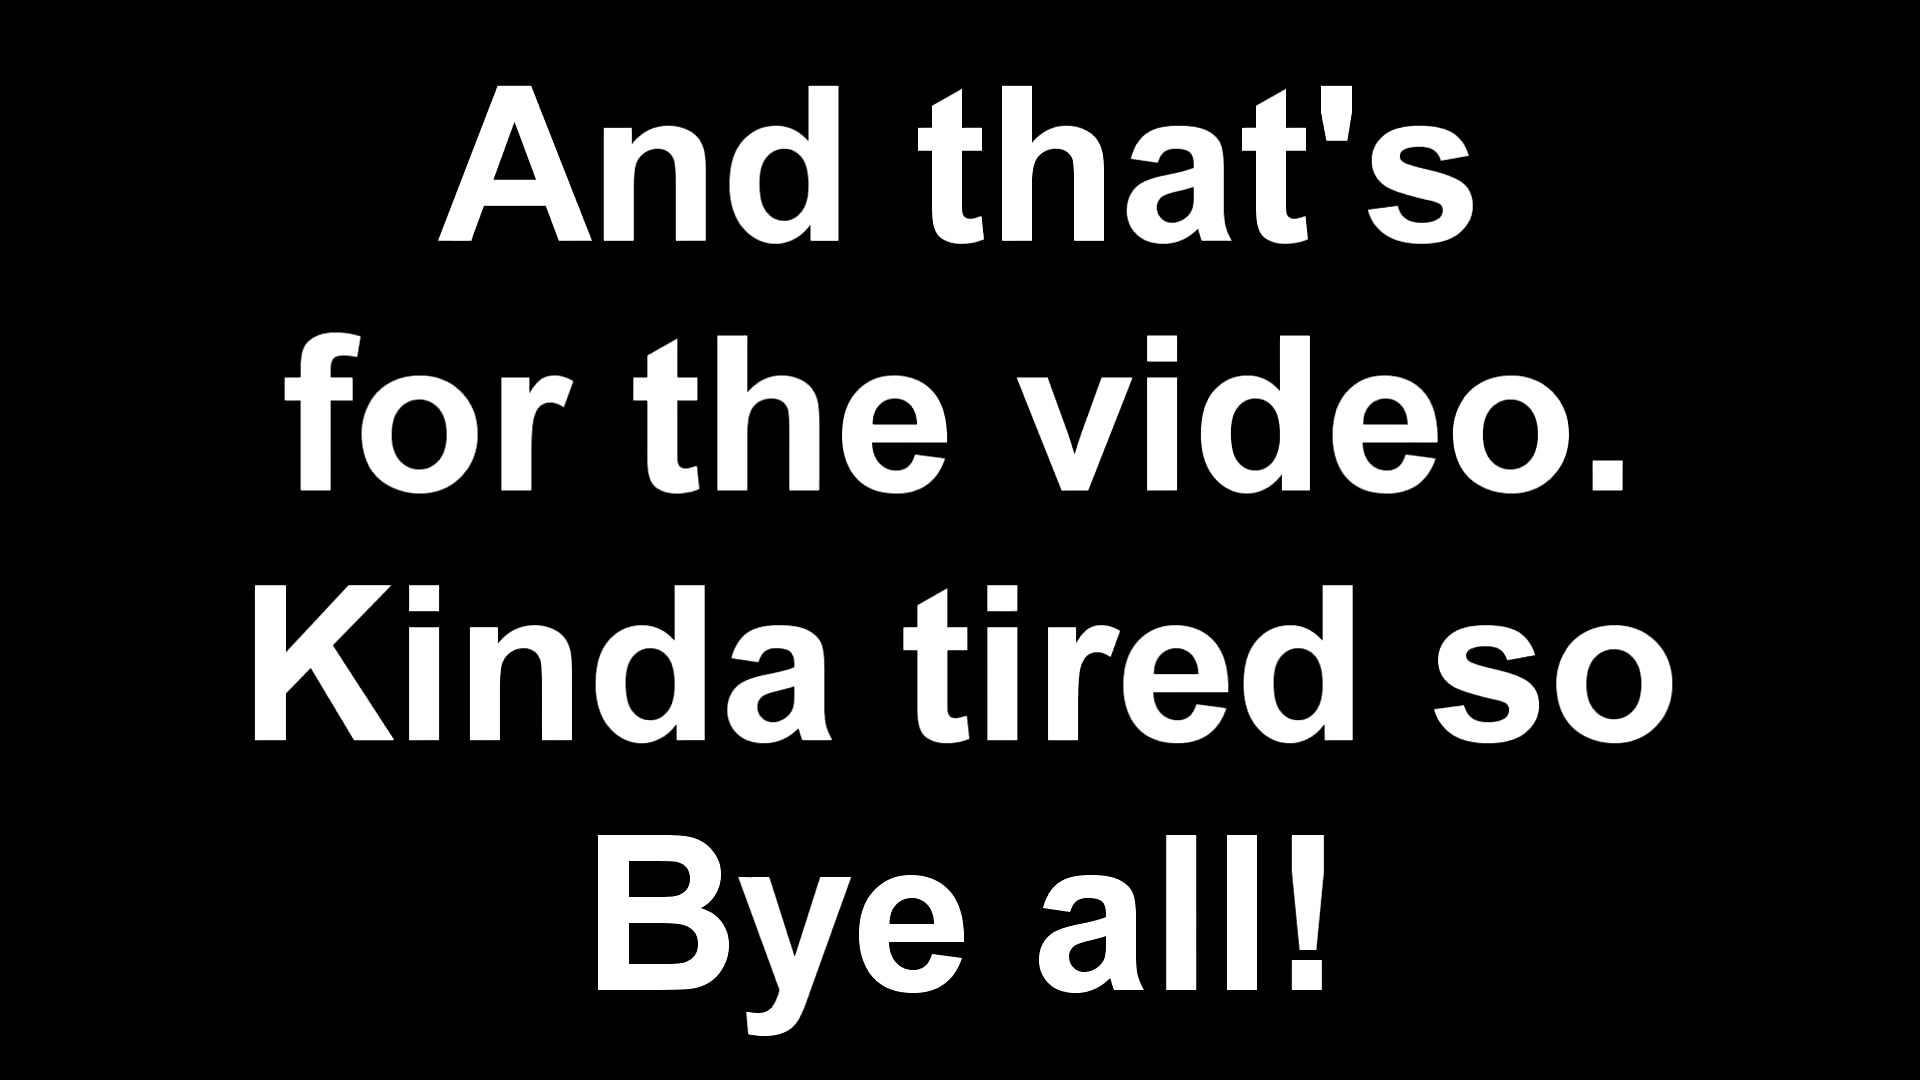 And that's
for the video.
Kinda tired so
Bye all!